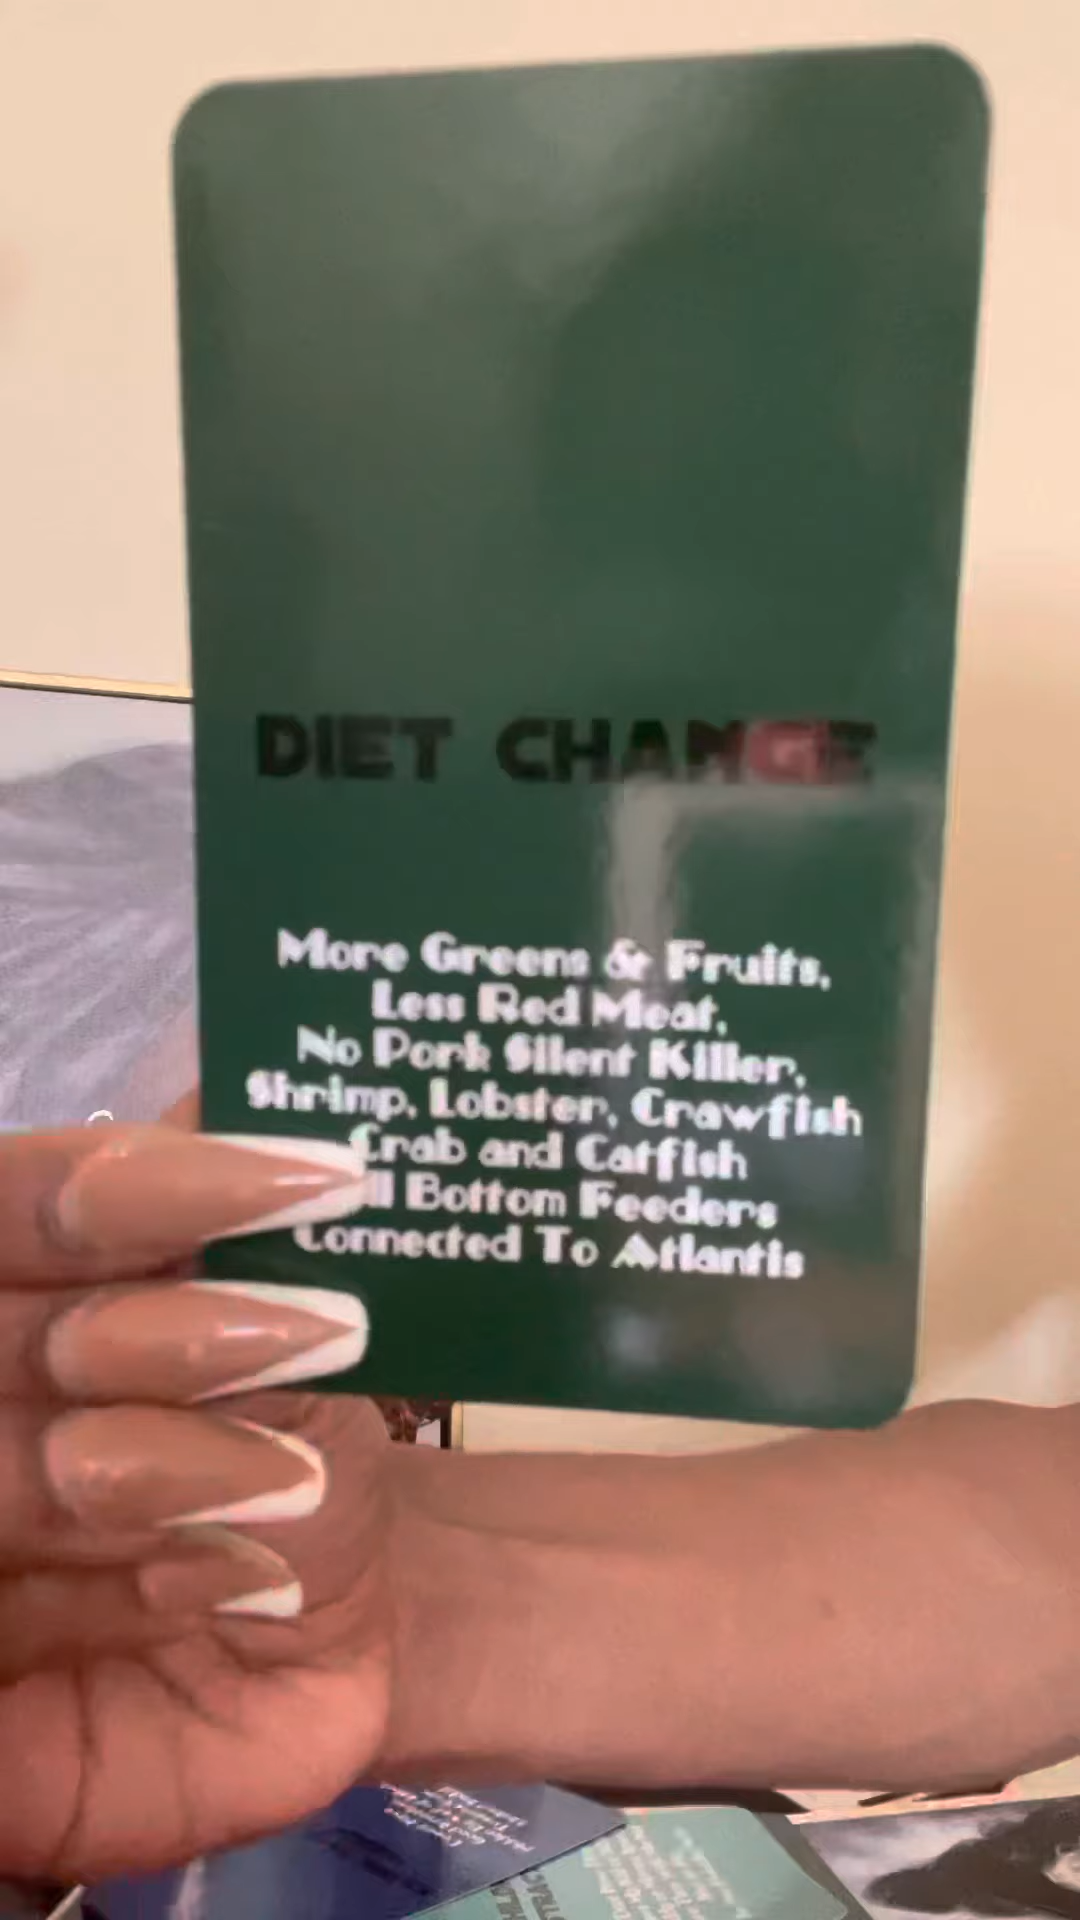 DIET CHANGE
More Greens & Fruits,
Less Red Meat,
No Pork Silent Killer,
Shrimp, Lobster, Crawfish
Crab and Catfish
Bottom Feeders
Connected To Atlantis